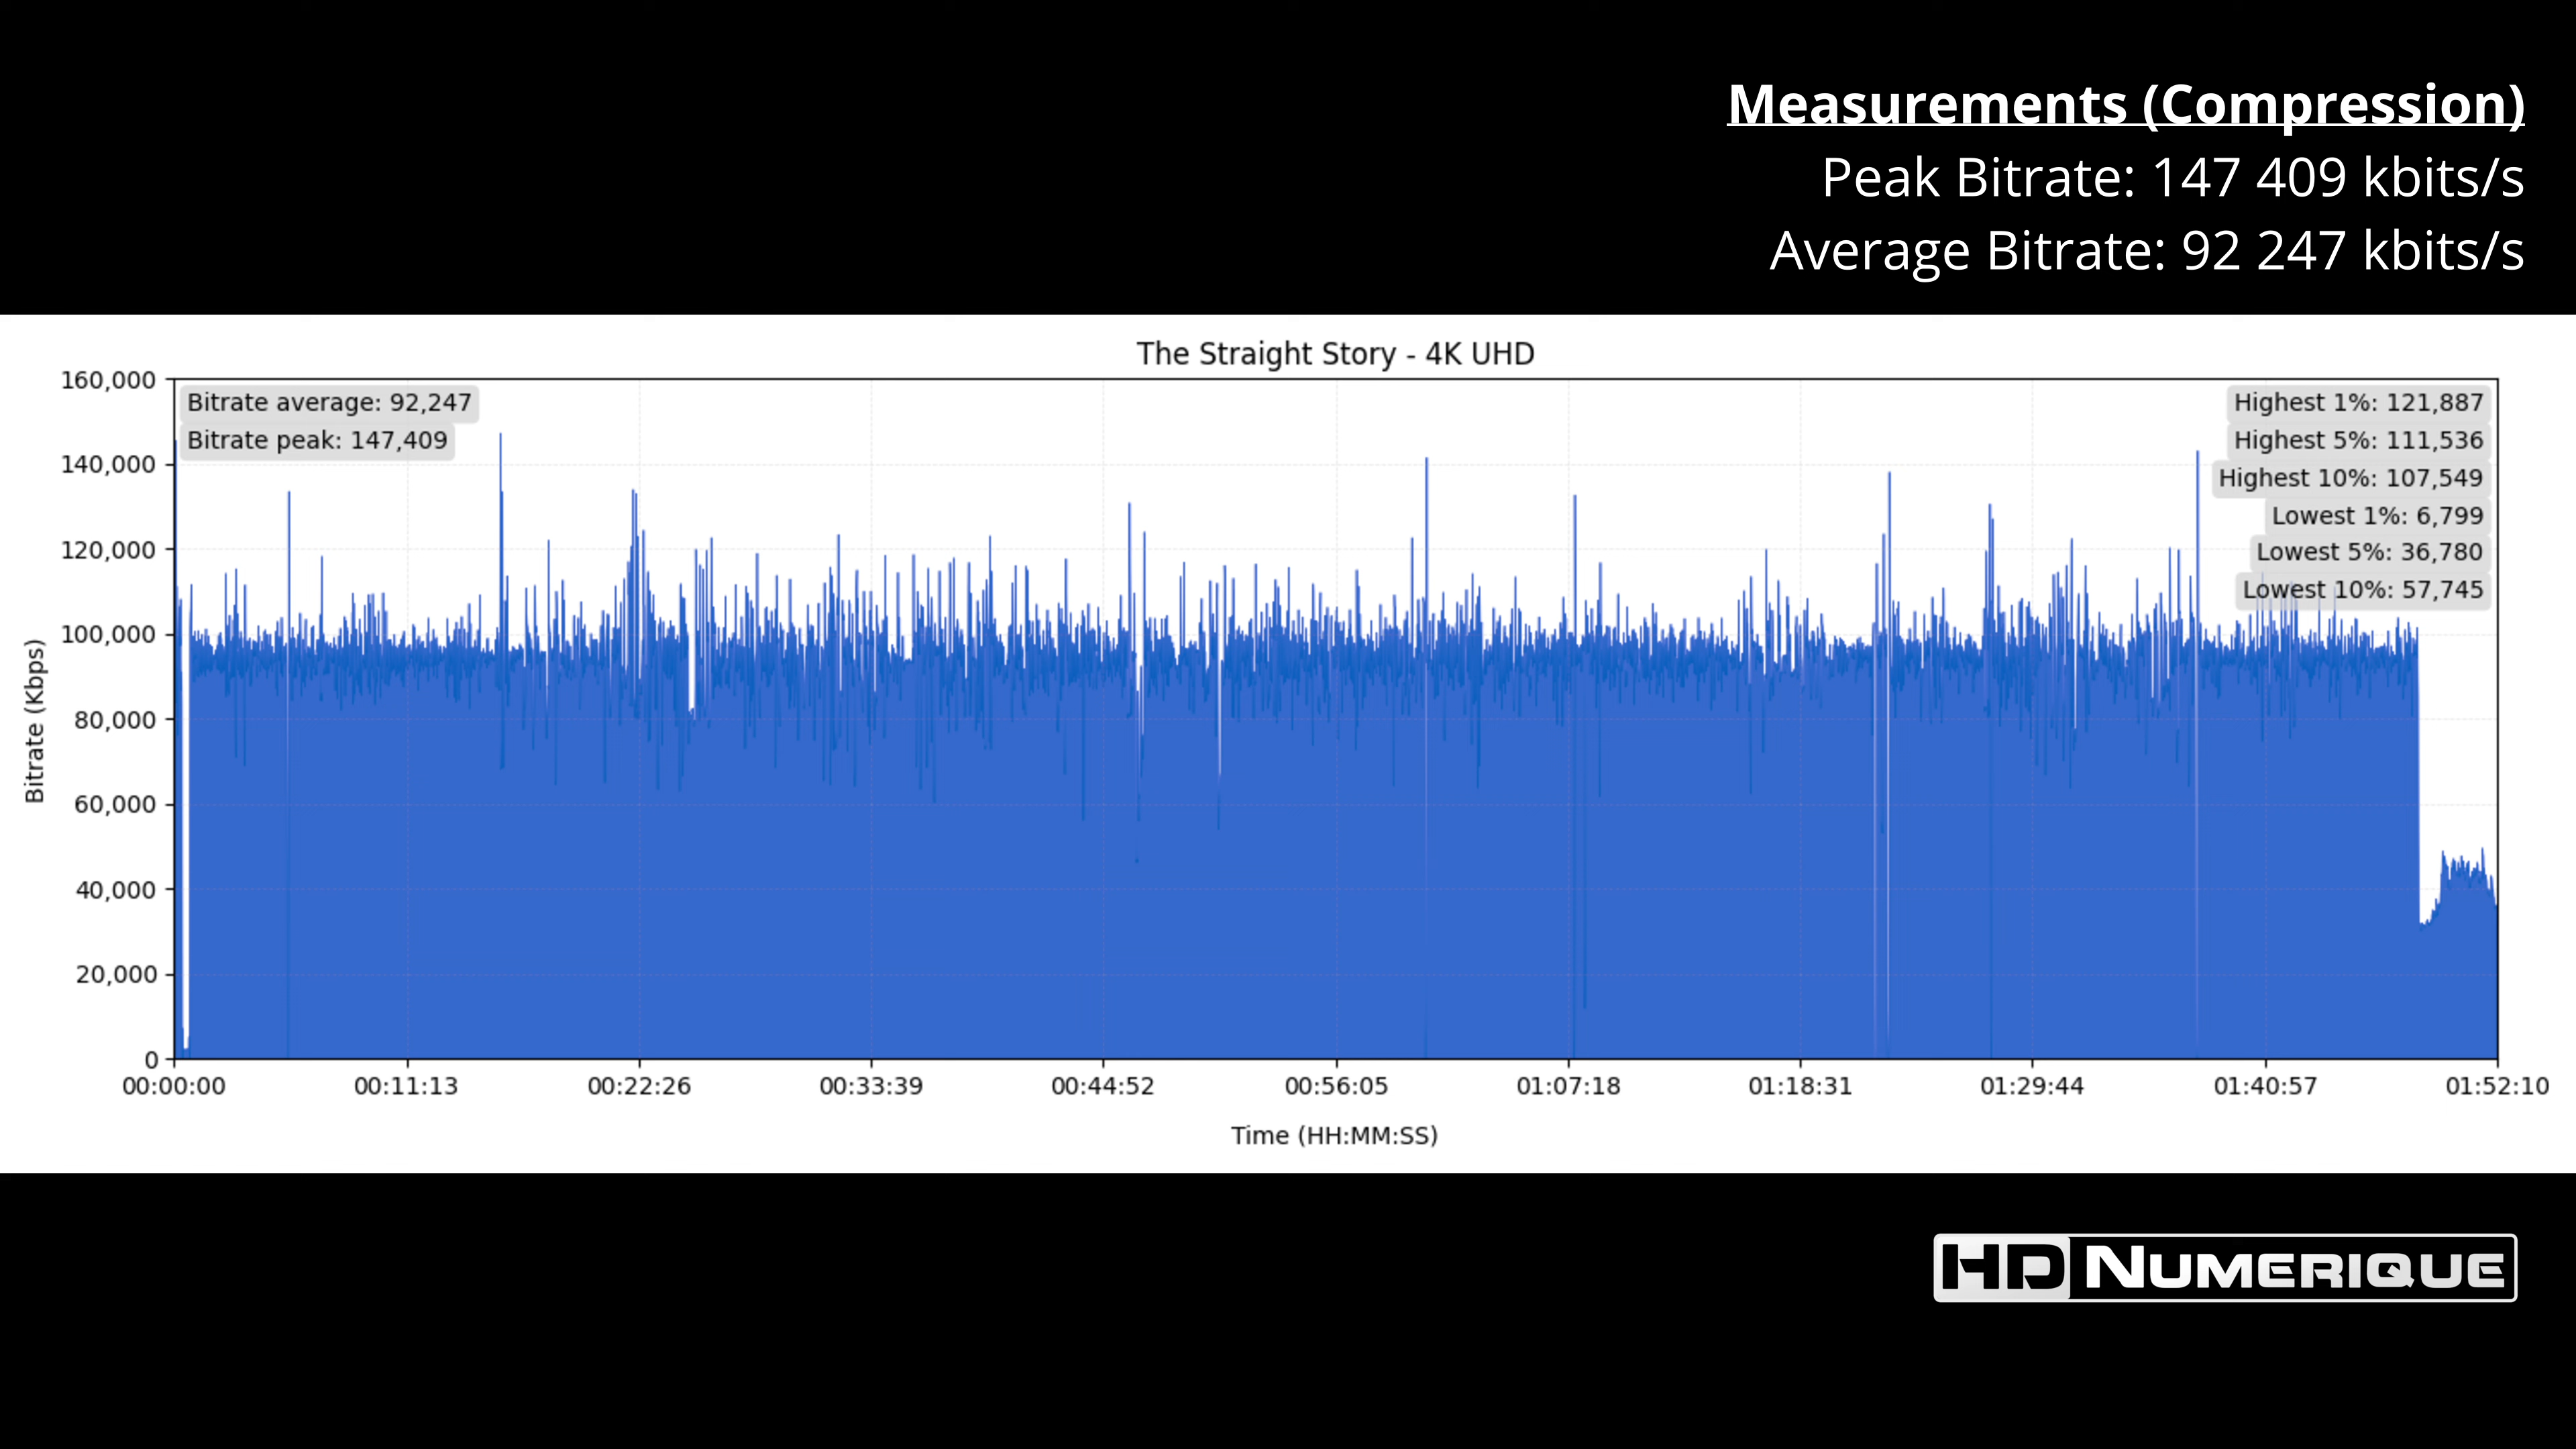 Measurements (Compression)
Peak Bitrate: 147 409 kbits/s
Average Bitrate: 92 247 kbits/s
The Straight Story - 4K UHD
Bitrate average: 92,247
Bitrate peak: 147,409
Highest 1%: 121,887
Highest 5%: 111,536
Highest 10%: 107,549
Lowest 1%: 6,799
Lowest 5%: 36,780
Lowest 10%: 57,745
Bitrate (Kbps)
160,000
140,000
120,000
100,000
80,000
60,000
40,000
20,000
0
00:00:00 00:11:13 00:22:26 00:33:39 00:44:52 00:56:05 01:07:18 01:18:31 01:29:44 01:40:57 01:52:10
Time (HH:MM:SS)
HD NUMERIQUE